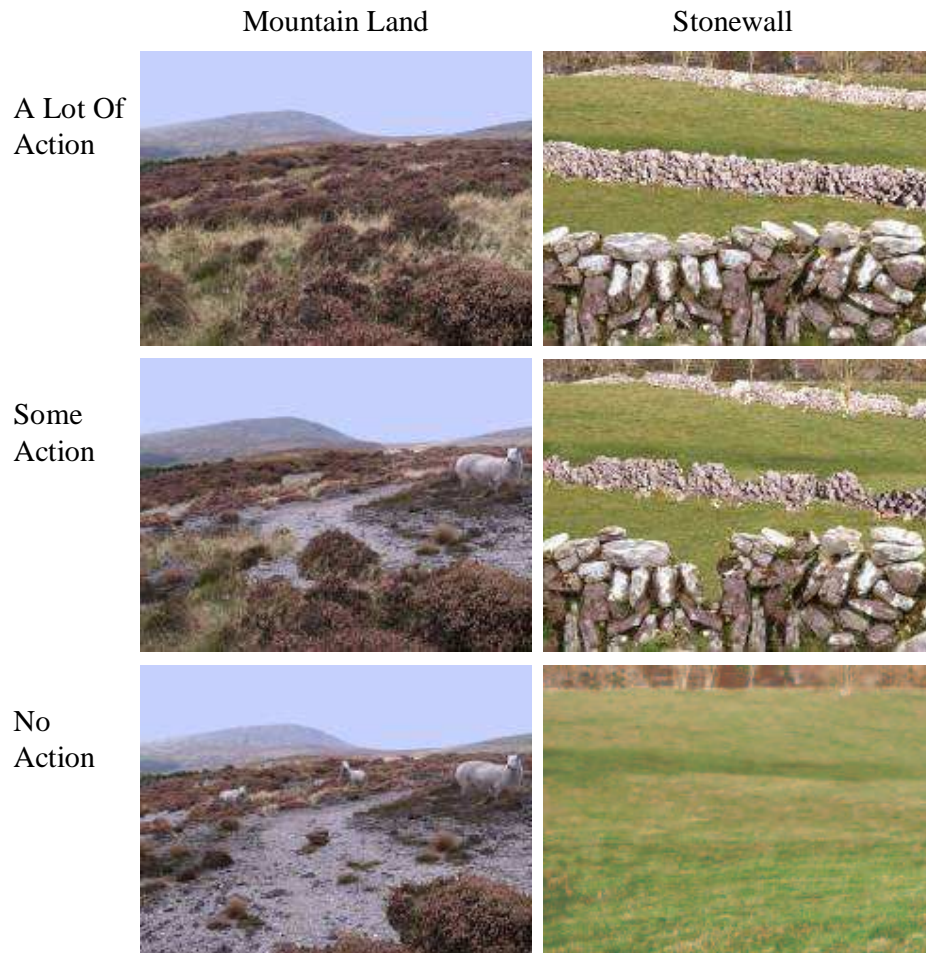 Mountain Land
Stonewall
A Lot Of
Action
Some
Action
No
Action